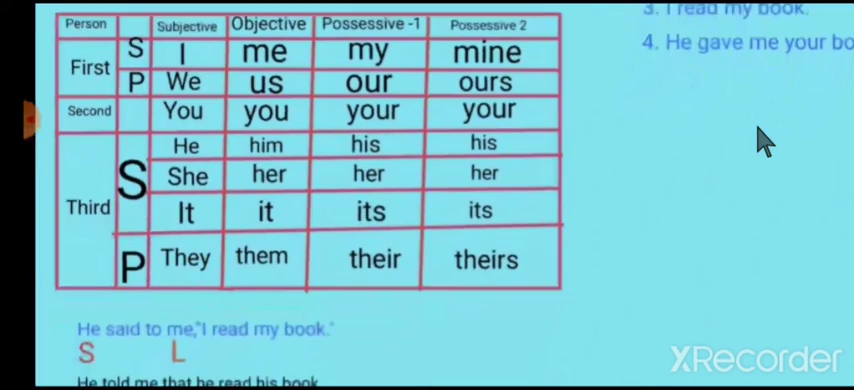 3. I read my book.
4. He gave me your bo
Person Subjective Objective Possessive -1 Possessive 2
First S I me my mine
P We us our ours
Second You you your your
Third S He him his his
She her her her
It it its its
P They them their theirs
He said to me,"I read my book."
S L
He told me that he read his book
XRecorder